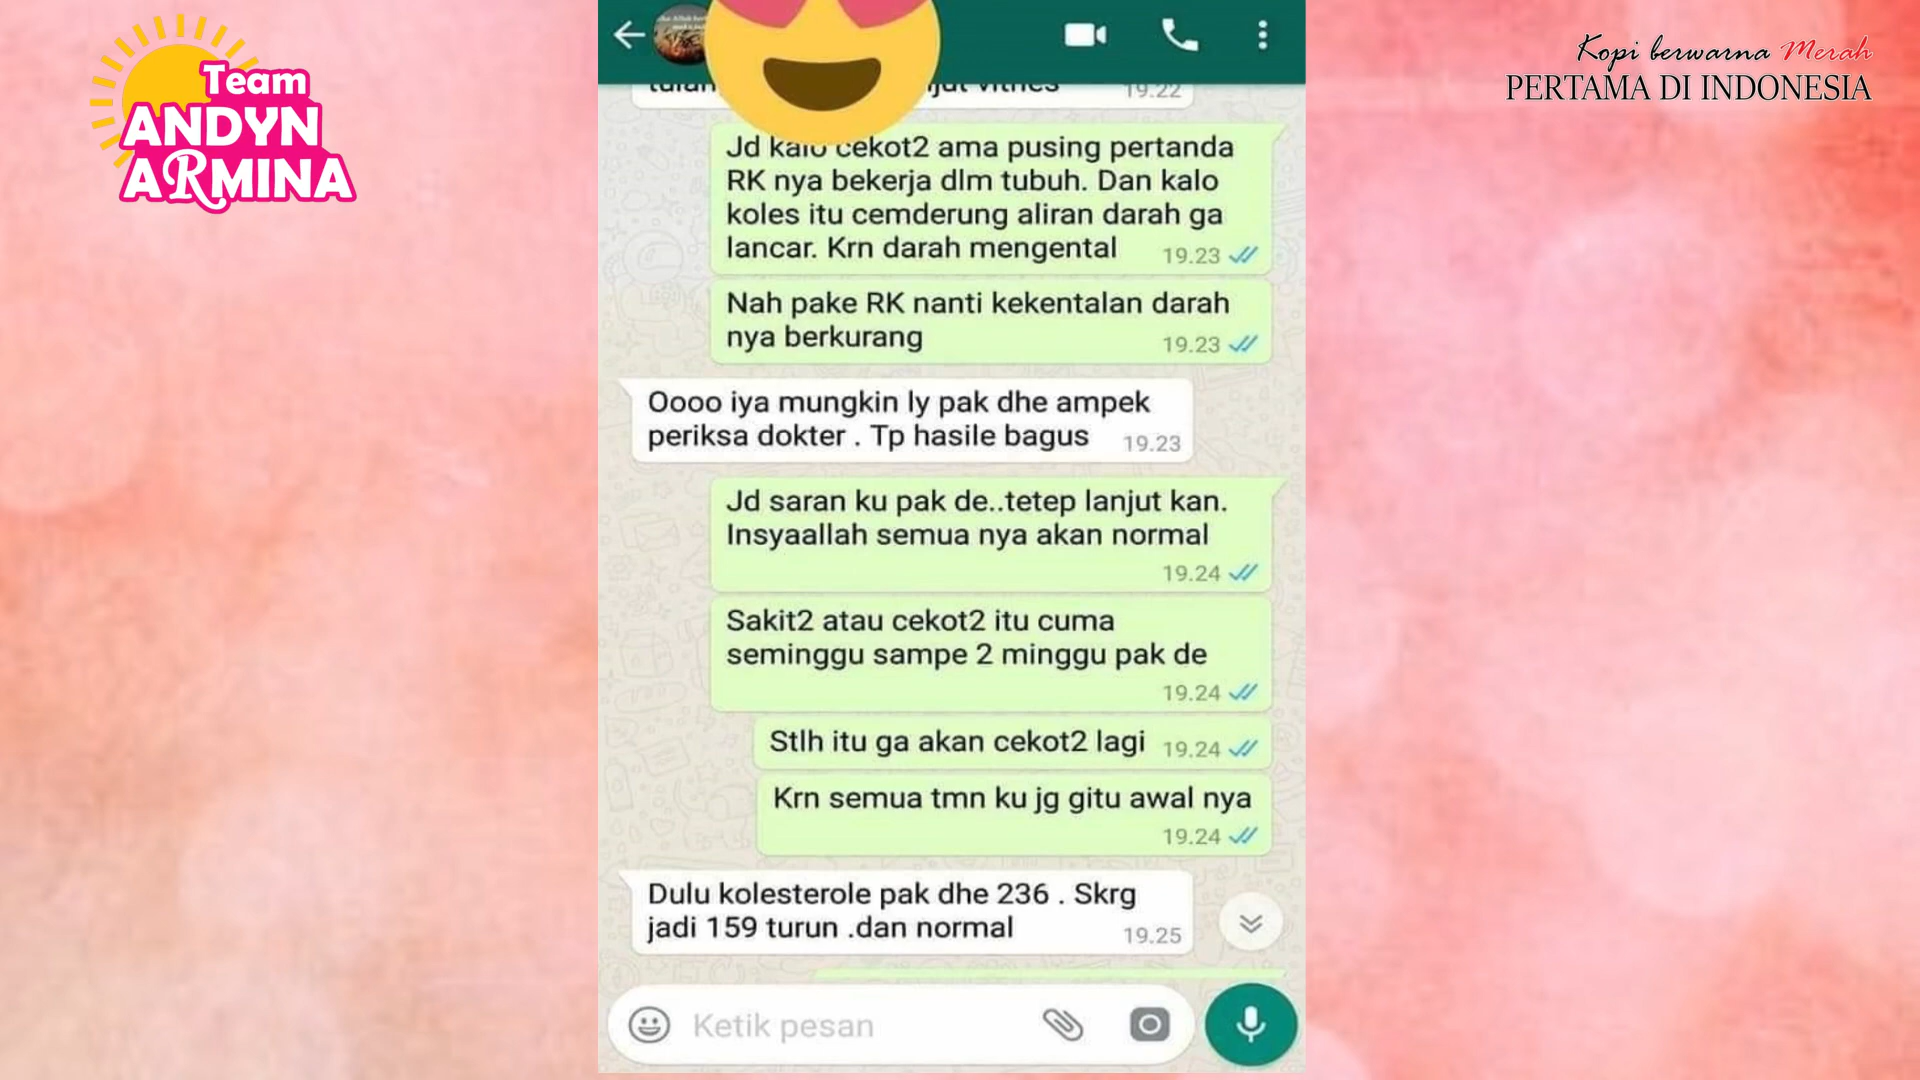 Team
ANDYN
ARMINA
Kopi berwarna Merah
PERTAMA DI INDONESIA
19.22
Jd kalo cekot2 ama pusing pertanda
RK nya bekerja dlm tubuh. Dan kalo
koles itu cemderung aliran darah ga
lancar. Krn darah mengental 19.23
Nah pake RK nanti kekentalan darah
nya berkurang 19.23
Oooo iya mungkin ly pak dhe ampek
periksa dokter . Tp hasile bagus 19.23
Jd saran ku pak de..tetep lanjut kan.
Insyaallah semua nya akan normal
19.24
Sakit2 atau cekot2 itu cuma
seminggu sampe 2 minggu pak de
19.24
Stlh itu ga akan cekot2 lagi 19.24
Krn semua tmn ku jg gitu awal nya
19.24
Dulu kolesterole pak dhe 236 . Skrg
jadi 159 turun .dan normal 19.25
Ketik pesan